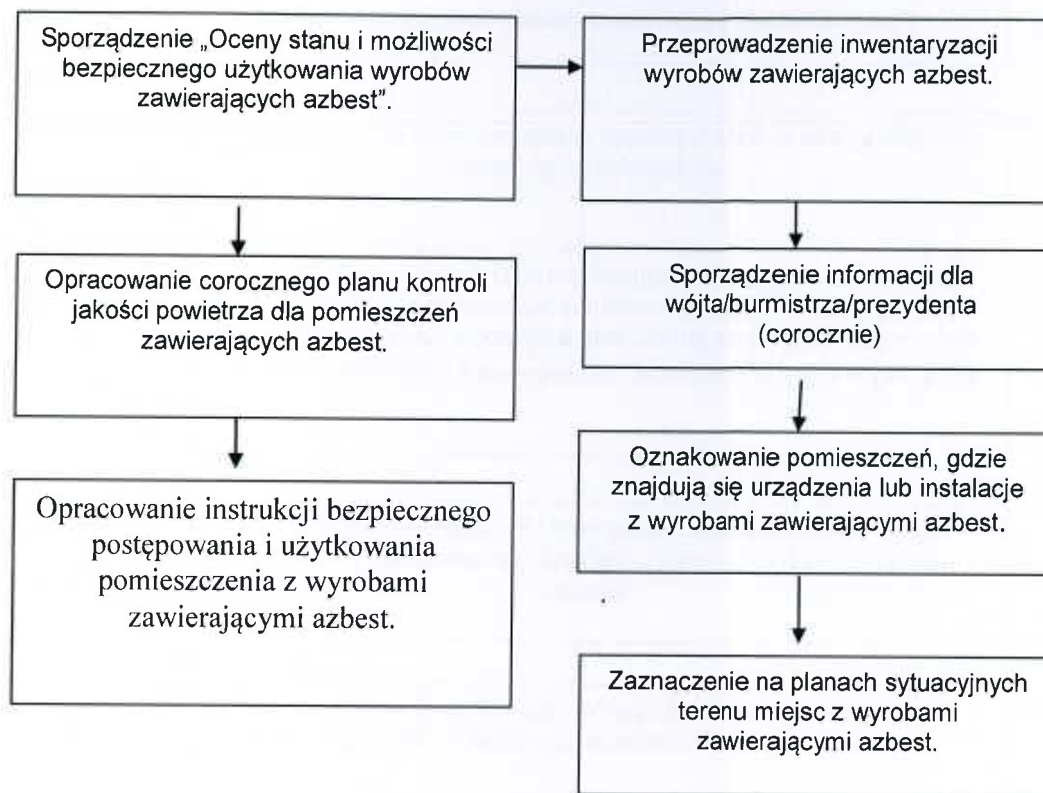 Sporządzenie „Oceny stanu i możliwości
bezpiecznego użytkowania wyrobów
zawierających azbest”.
Przeprowadzenie inwentaryzacji
wyrobów zawierających azbest.
Opracowanie corocznego planu kontroli
jakości powietrza dla pomieszczeń
zawierających azbest.
Sporządzenie informacji dla
wójta/burmistrza/prezydenta
(corocznie)
Opracowanie instrukcji bezpiecznego
postępowania i użytkowania
pomieszczenia z wyrobami
zawierającymi azbest.
Oznakowanie pomieszczeń, gdzie
znajdują się urządzenia lub instalacje
z wyrobami zawierającymi azbest.
Zaznaczenie na planach sytuacyjnych
terenu miejsc z wyrobami
zawierającymi azbest.